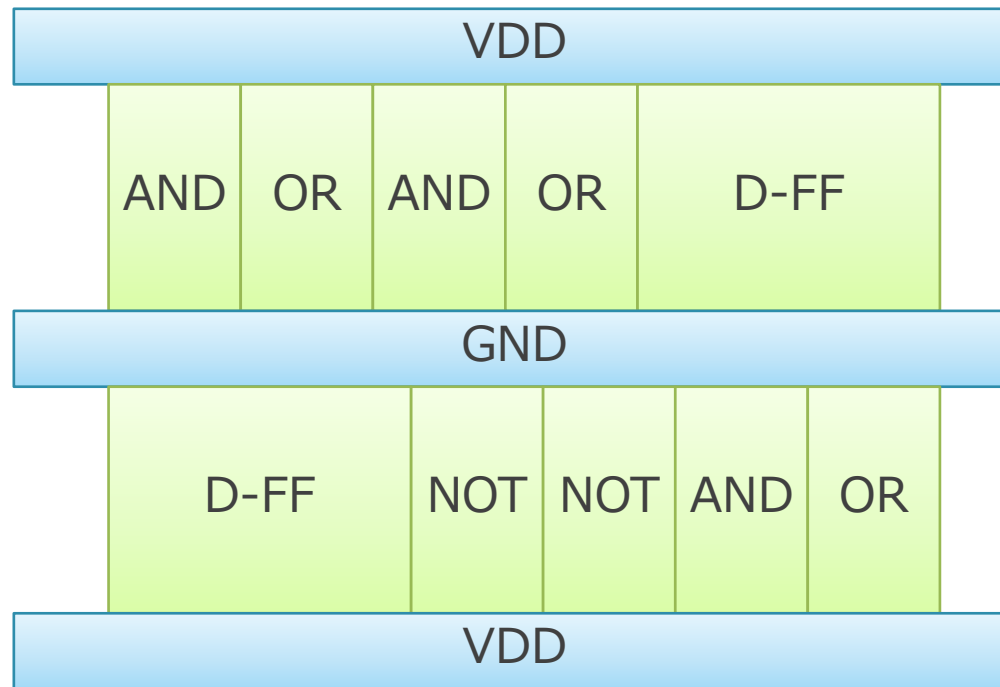 VDD
AND OR AND OR D-FF
GND
D-FF NOT NOT AND OR
VDD